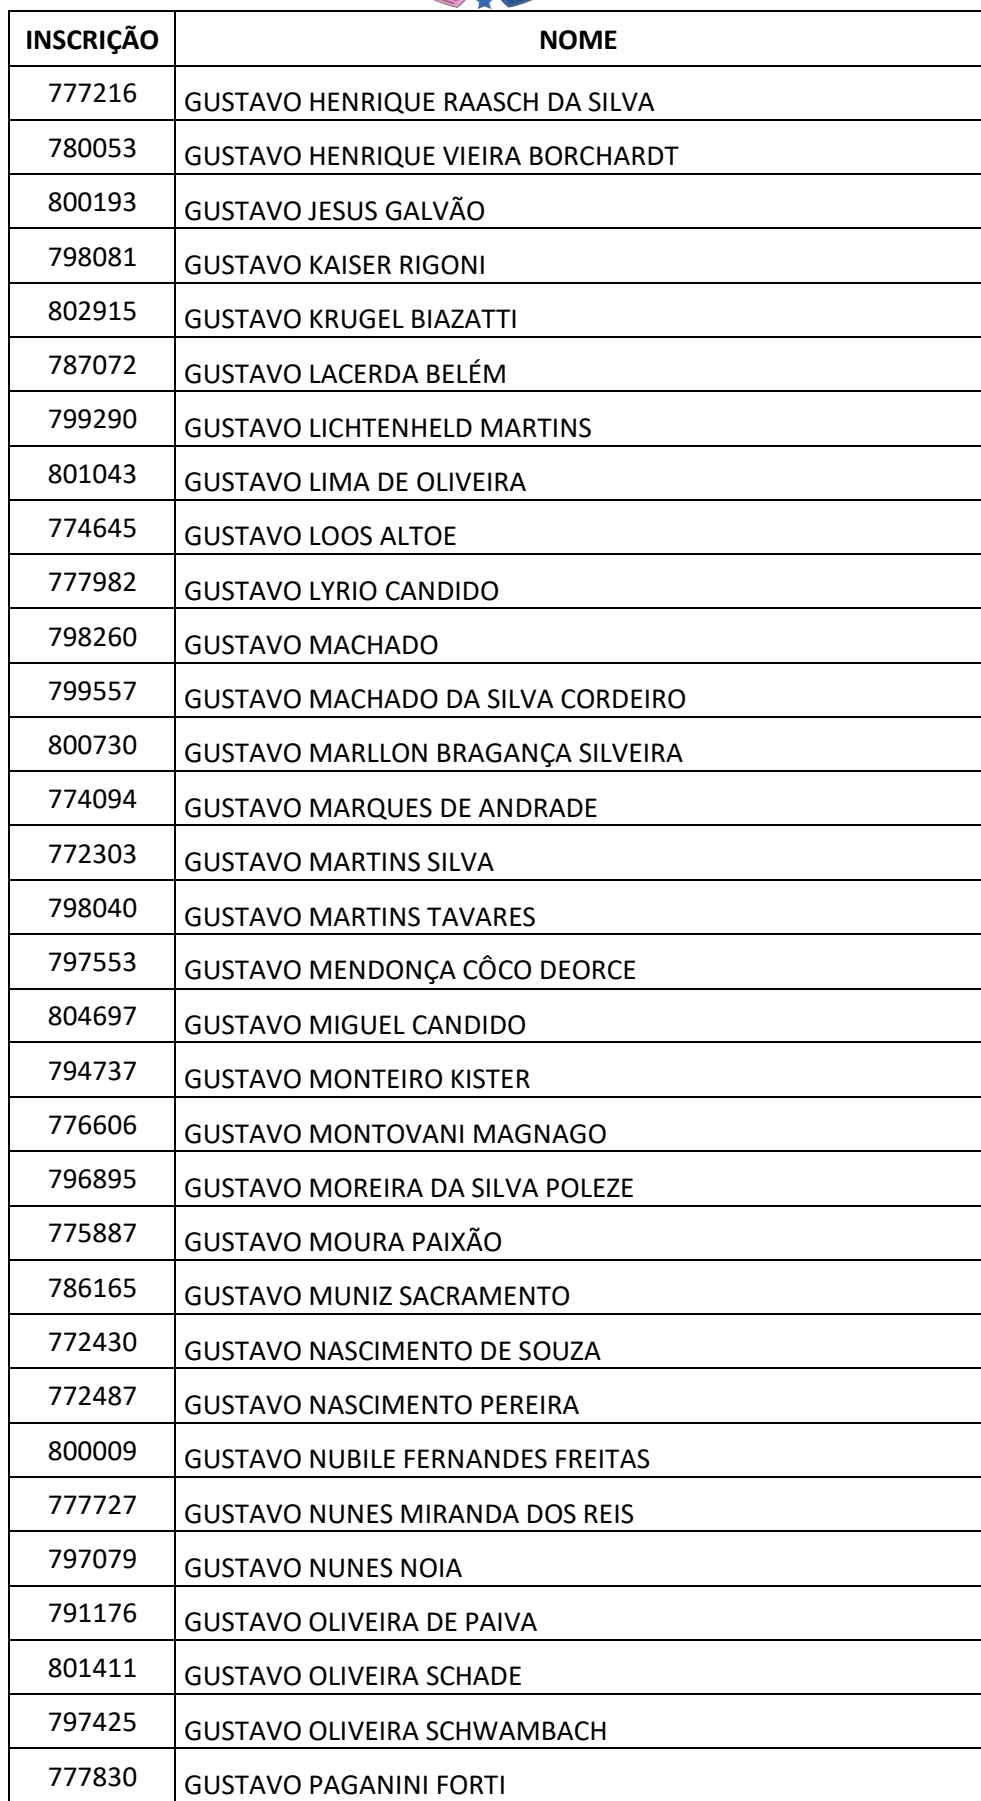 INSCRIÇÃO NOME
777216 GUSTAVO HENRIQUE RAASCH DA SILVA
780053 GUSTAVO HENRIQUE VIEIRA BORCHARDT
800193 GUSTAVO JESUS GALVÃO
798081 GUSTAVO KAISER RIGONI
802915 GUSTAVO KRUGEL BIAZATTI
787072 GUSTAVO LACERDA BELÉM
799290 GUSTAVO LICHTENHELD MARTINS
801043 GUSTAVO LIMA DE OLIVEIRA
774645 GUSTAVO LOOS ALTOE
777982 GUSTAVO LYRIO CANDIDO
798260 GUSTAVO MACHADO
799557 GUSTAVO MACHADO DA SILVA CORDEIRO
800730 GUSTAVO MARLLON BRAGANÇA SILVEIRA
774094 GUSTAVO MARQUES DE ANDRADE
772303 GUSTAVO MARTINS SILVA
798040 GUSTAVO MARTINS TAVARES
797553 GUSTAVO MENDONÇA CÔCO DEORCE
804697 GUSTAVO MIGUEL CANDIDO
794737 GUSTAVO MONTEIRO KISTER
776606 GUSTAVO MONTOVANI MAGNAGO
796895 GUSTAVO MOREIRA DA SILVA POLEZE
775887 GUSTAVO MOURA PAIXÃO
786165 GUSTAVO MUNIZ SACRAMENTO
772430 GUSTAVO NASCIMENTO DE SOUZA
772487 GUSTAVO NASCIMENTO PEREIRA
800009 GUSTAVO NUBILE FERNANDES FREITAS
777727 GUSTAVO NUNES MIRANDA DOS REIS
797079 GUSTAVO NUNES NOIA
791176 GUSTAVO OLIVEIRA DE PAIVA
801411 GUSTAVO OLIVEIRA SCHADE
797425 GUSTAVO OLIVEIRA SCHWAMBACH
777830 GUSTAVO PAGANINI FORTI